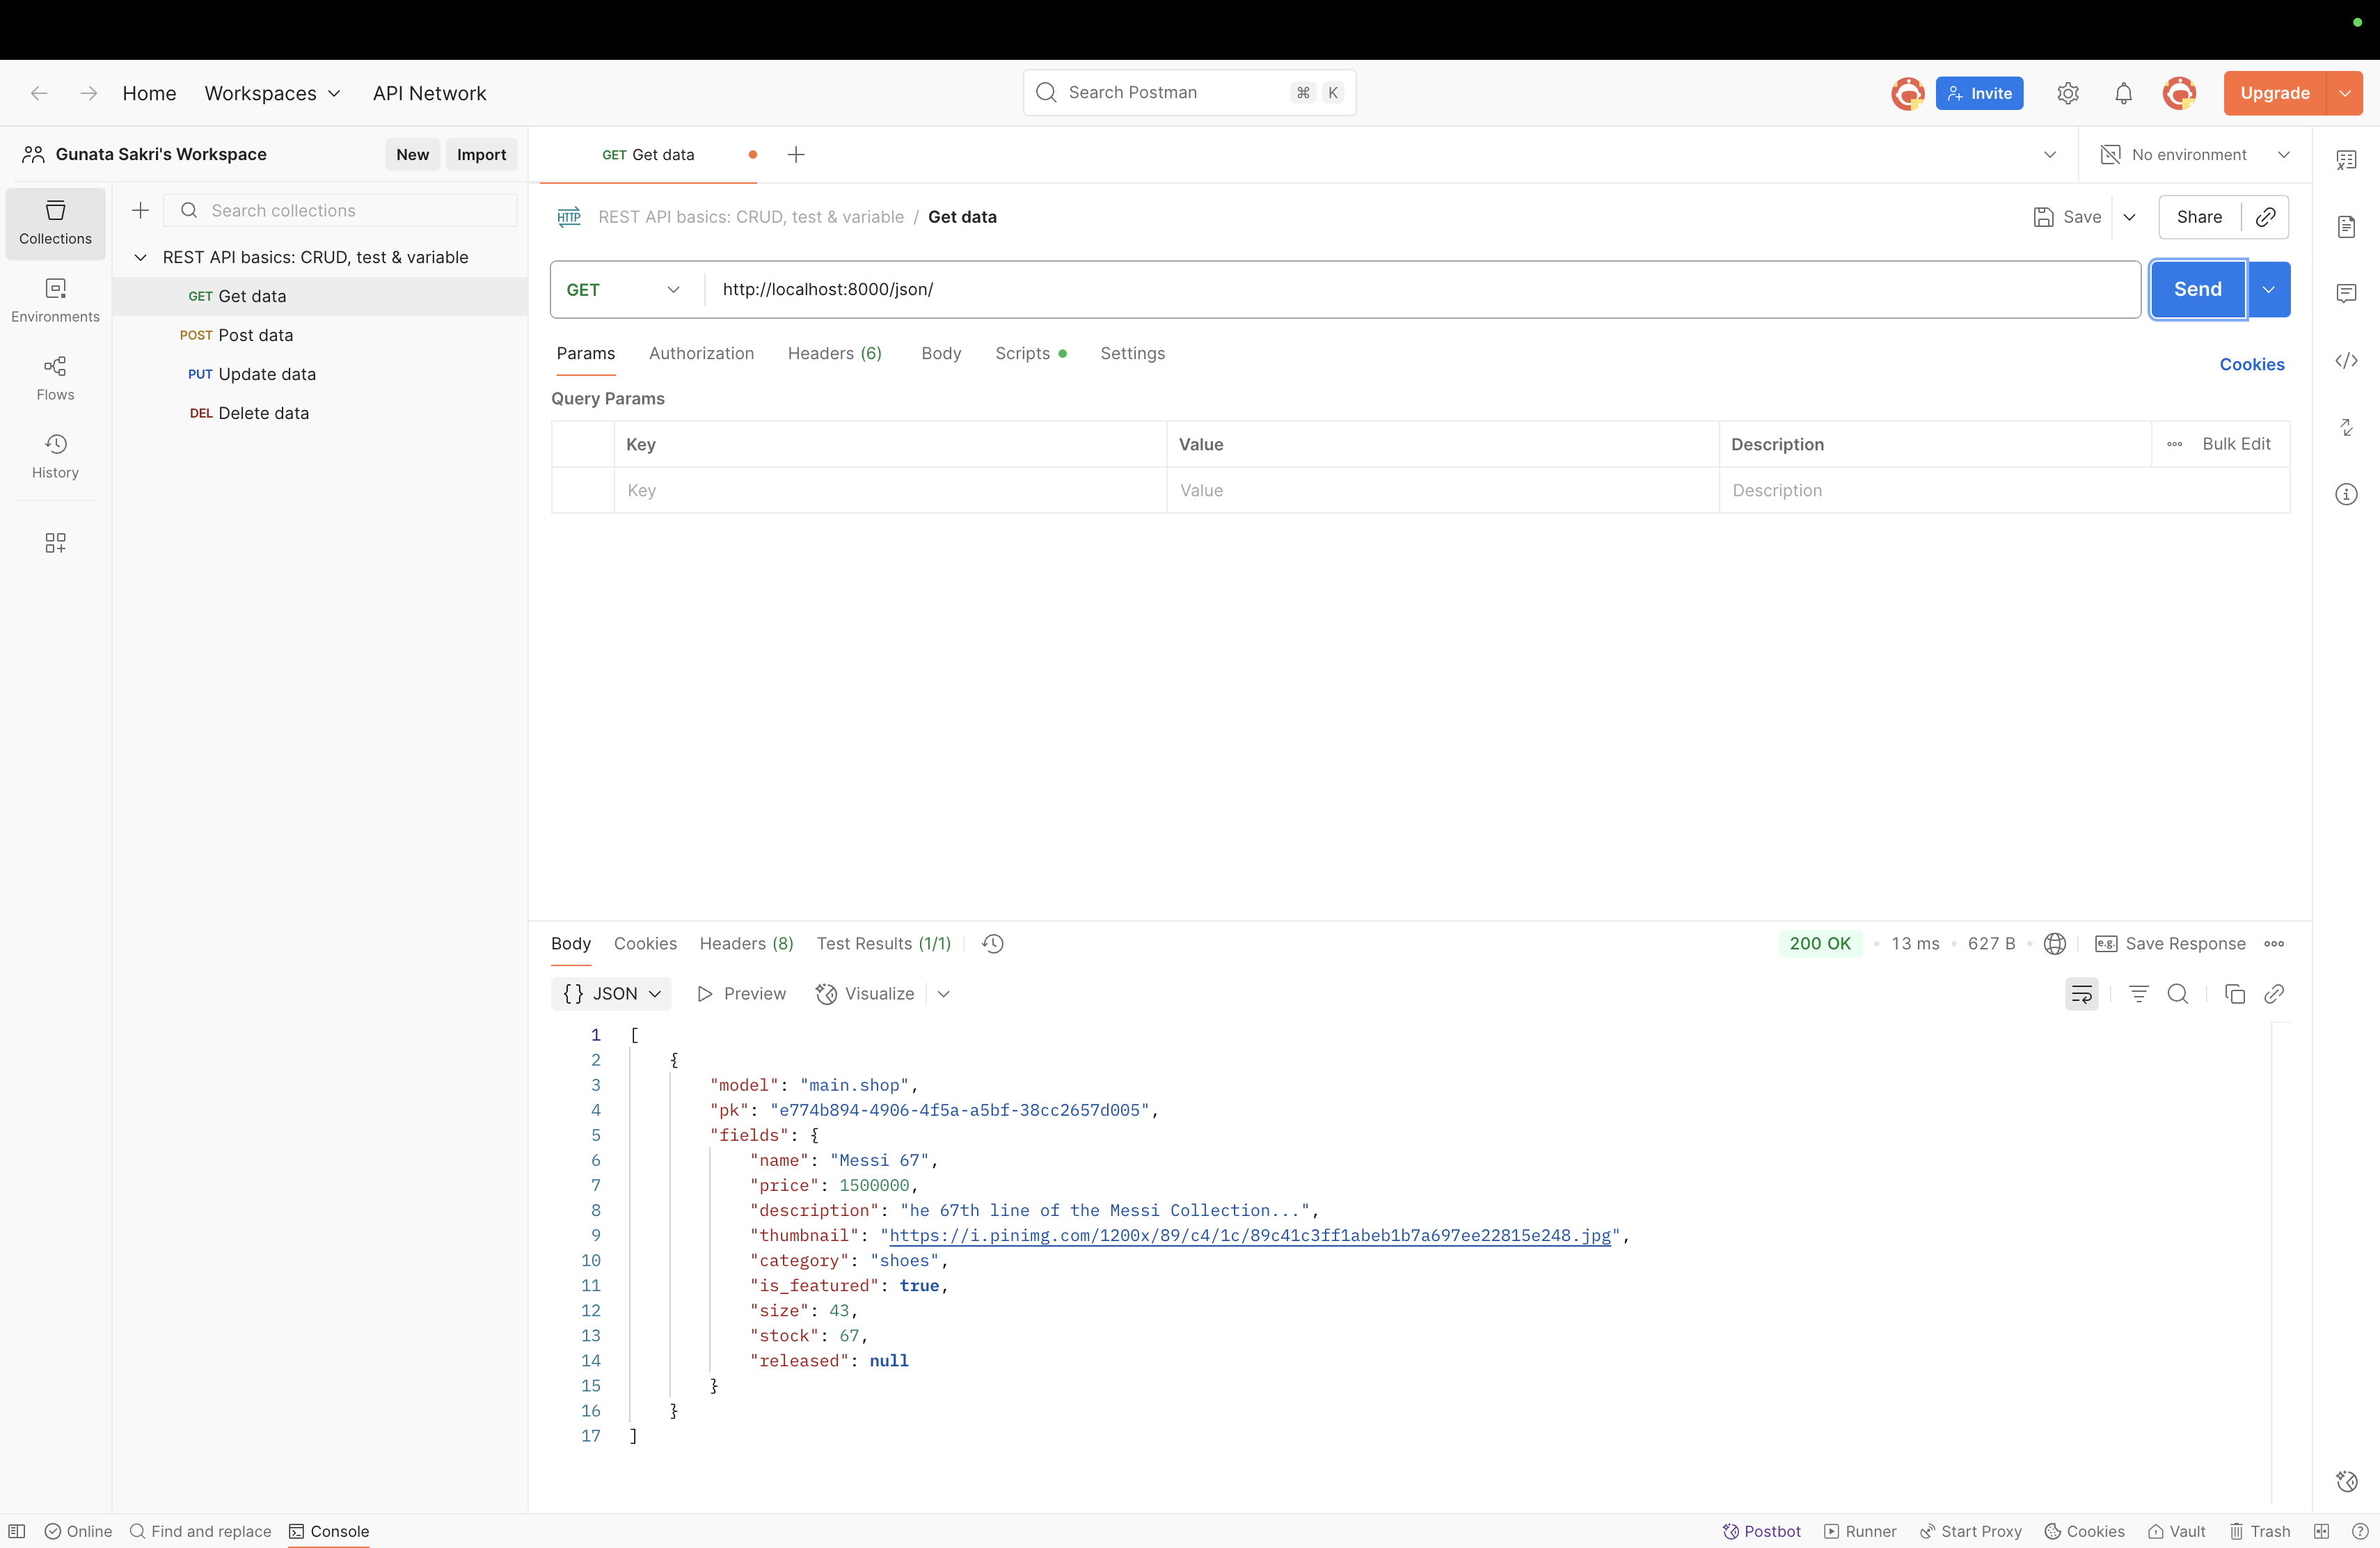 Home Workspaces API Network Search Postman ⌘ K Invite Upgrade
Gunata Sakri's Workspace New Import GET Get data No environment
Collections
Environments
Flows
History
Search collections
REST API basics: CRUD, test & variable
GET Get data
POST Post data
PUT Update data
DEL Delete data
HTTP REST API basics: CRUD, test & variable / Get data Save Share
GET http://localhost:8000/json/ Send
Params Authorization Headers (6) Body Scripts Settings Cookies
Query Params
Key Value Description Bulk Edit
Key Value Description
Body Cookies Headers (8) Test Results (1/1) 200 OK 13 ms 627 B e.g. Save Response
{} JSON Preview Visualize
1 [
2 {
3 "model": "main.shop",
4 "pk": "e774b894-4906-4f5a-a5bf-38cc2657d005",
5 "fields": {
6 "name": "Messi 67",
7 "price": 1500000,
8 "description": "he 67th line of the Messi Collection...",
9 "thumbnail": "https://i.pinimg.com/1200x/89/c4/1c/89c41c3ff1abeb1b7a697ee22815e248.jpg",
10 "category": "shoes",
11 "is_featured": true,
12 "size": 43,
13 "stock": 67,
14 "released": null
15 }
16 }
17 ]
Online Find and replace Console Postbot Runner Start Proxy Cookies Vault Trash